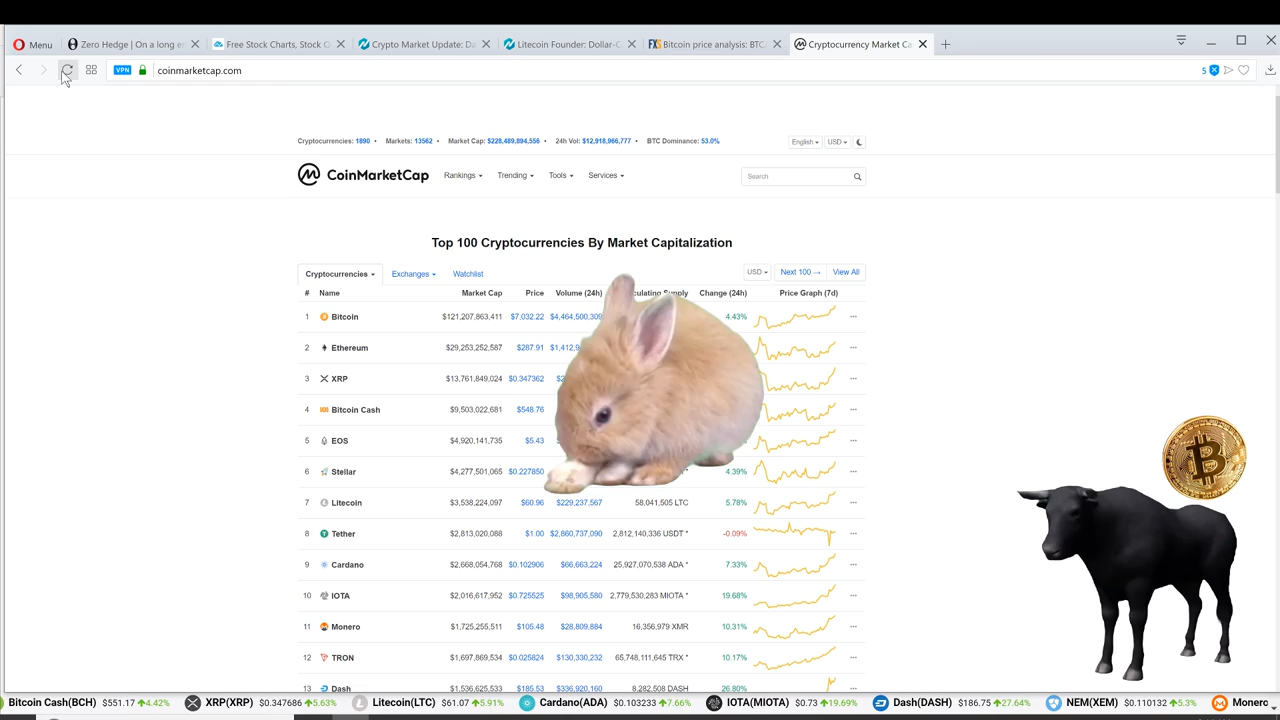 Menu Zero Hedge | On a long e Free Stock Charts, Stock Q Crypto Market Update: Da Litecoin Founder: Dollar-C FXS Bitcoin price analysis: BTC/ Cryptocurrency Market Ca
VPN coinmarketcap.com 5
Cryptocurrencies: 1890 • Markets: 13562 • Market Cap: $228,489,894,556 • 24h Vol: $12,918,966,777 • BTC Dominance: 53.0% English USD
CoinMarketCap Rankings Trending Tools Services Search
Top 100 Cryptocurrencies By Market Capitalization
Cryptocurrencies Exchanges Watchlist USD Next 100 → View All
# Name Market Cap Price Volume (24h) culating Supply Change (24h) Price Graph (7d)
1 Bitcoin $121,207,863,411 $7,032.22 $4,464,500,309 4.43%
2 Ethereum $29,253,252,587 $287.91 $1,412,9
3 XRP $13,761,849,024 $0.347362
4 Bitcoin Cash $9,503,022,681 $548.76
5 EOS $4,920,141,735 $5.43
6 Stellar $4,277,501,065 $0.227850 * 4.39%
7 Litecoin $3,538,224,097 $60.96 $229,237,567 58,041,505 LTC 5.78%
8 Tether $2,813,020,088 $1.00 $2,860,737,090 2,812,140,336 USDT * -0.09%
9 Cardano $2,668,054,768 $0.102906 $66,663,224 25,927,070,538 ADA * 7.33%
10 IOTA $2,016,617,952 $0.725525 $98,905,580 2,779,530,283 MIOTA * 19.68%
11 Monero $1,725,255,511 $105.48 $28,809,884 16,356,979 XMR 10.31%
12 TRON $1,697,869,534 $0.025824 $130,330,232 65,748,111,645 TRX * 10.17%
13 Dash $1,536,625,533 $185.53 $336,920,160 8,282,508 DASH 26.80%
Bitcoin Cash(BCH) $551.17 4.42% XRP(XRP) $0.347686 5.63% Litecoin(LTC) $61.07 5.91% Cardano(ADA) $0.103233 7.66% IOTA(MIOTA) $0.73 19.69% Dash(DASH) $186.75 27.64% NEM(XEM) $0.110132 5.3% Monero